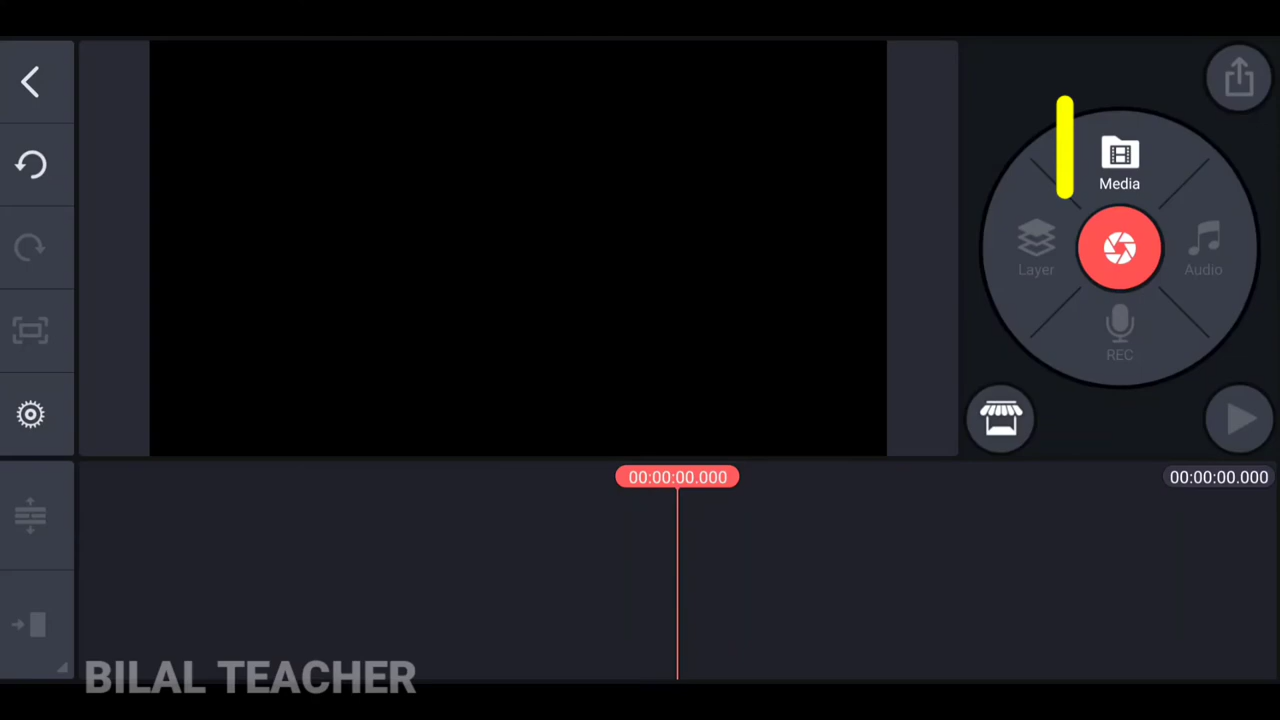 Media
Layer
Audio
REC
00:00:00.000
00:00:00.000
BILAL TEACHER